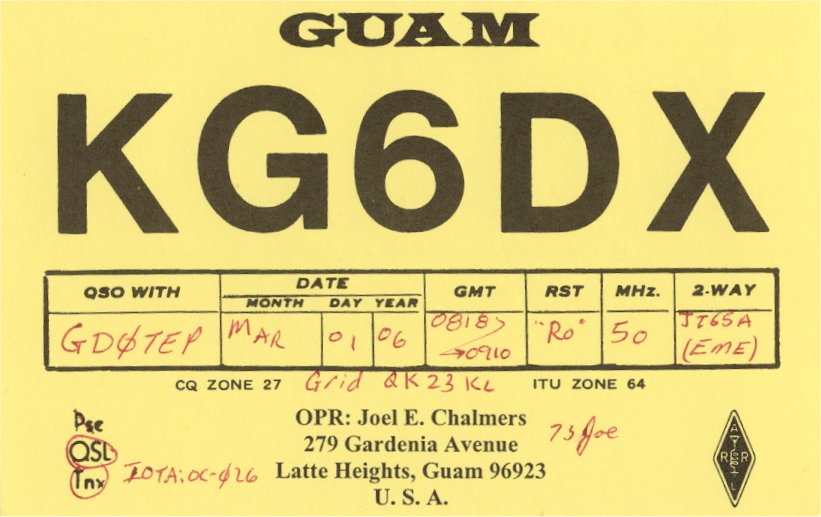 GUAM
KG6DX
QSO WITH DATE GMT RST MHz. 2-WAY
MONTH DAY YEAR
GDØTEP MAR 01 06 0818 "Ro" 50 JT65A
0910 (EME)
CQ ZONE 27 Grid QK23KL ITU ZONE 64
Pse OPR: Joel E. Chalmers
QSL 279 Gardenia Avenue 73 Joe
Tnx IOTA:OC-Ø26 Latte Heights, Guam 96923
U. S. A.
A
R R
L